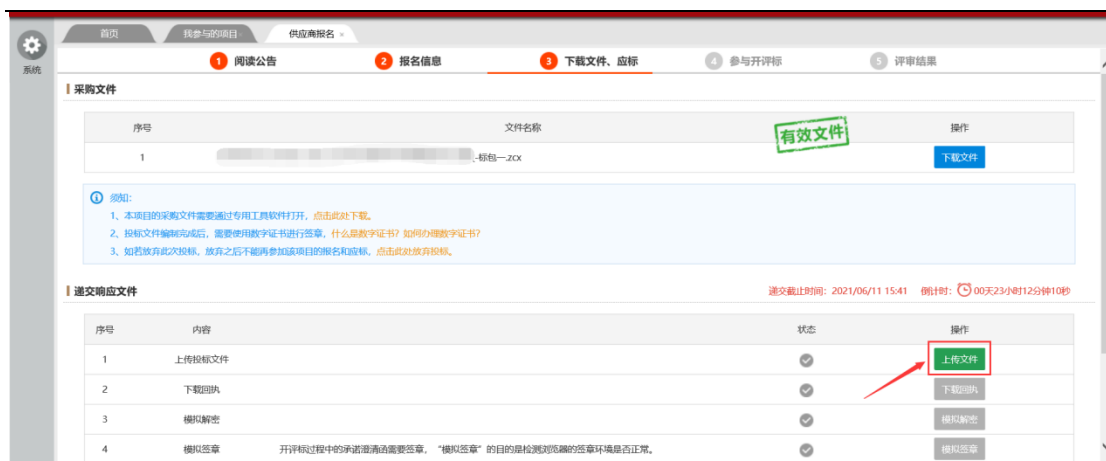 首页 我参与的项目 × 供应商报名 ×
系统
1 阅读公告 2 报名信息 3 下载文件、应标 4 参与开评标 5 评审结果
采购文件
序号 文件名称 操作
有效文件
1 -标包一.zcx 下载文件
须知:
1、本项目的采购文件需要通过专用工具软件打开，点击此处下载。
2、投标文件编制完成后，需要使用数字证书进行签章，什么是数字证书？如何办理数字证书？
3、如若放弃此次投标，放弃之后不能再参加该项目的报名和应标，点击此处放弃投标。
递交响应文件 递交截止时间：2021/06/11 15:41 倒计时：00天23小时12分钟10秒
序号 内容 状态 操作
1 上传投标文件 上传文件
2 下载回执 下载回执
3 模拟解密 模拟解密
4 模拟签章 开评标过程中的承诺澄清函需要签章，“模拟签章”的目的是检测浏览器的签章环境是否正常。 模拟签章